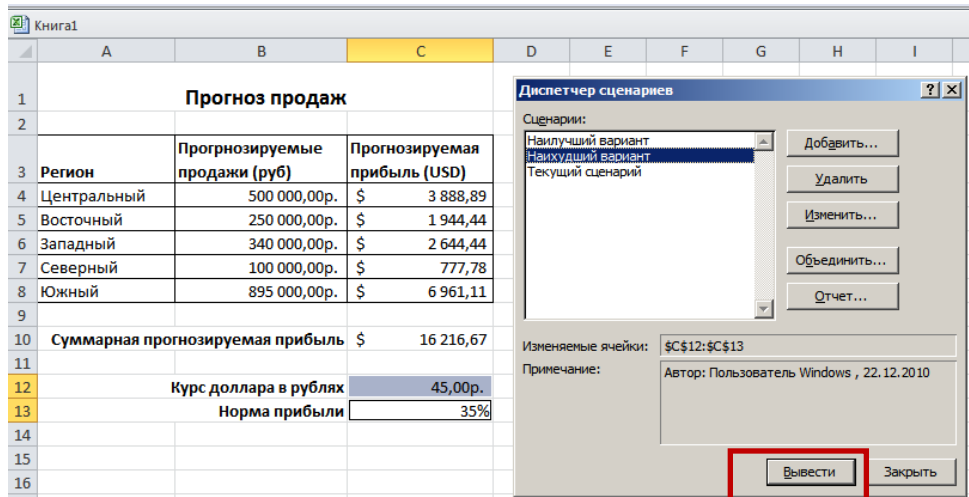 Книга1
A B C D E F G H I
1 Прогноз продаж
2
Прогрнозируемые Прогнозируемая
3 Регион продажи (руб) прибыль (USD)
4 Центральный 500 000,00р. $ 3 888,89
5 Восточный 250 000,00р. $ 1 944,44
6 Западный 340 000,00р. $ 2 644,44
7 Северный 100 000,00р. $ 777,78
8 Южный 895 000,00р. $ 6 961,11
9
10 Суммарная прогнозируемая прибыль $ 16 216,67
11
12 Курс доллара в рублях 45,00р.
13 Норма прибыли 35%
14
15
16
Диспетчер сценариев
Сценарии:
Наилучший вариант
Наихудший вариант
Текущий сценарий
Добавить...
Удалить
Изменить...
Объединить...
Отчет...
Изменяемые ячейки: $C$12:$C$13
Примечание: Автор: Пользователь Windows , 22.12.2010
Вывести Закрыть